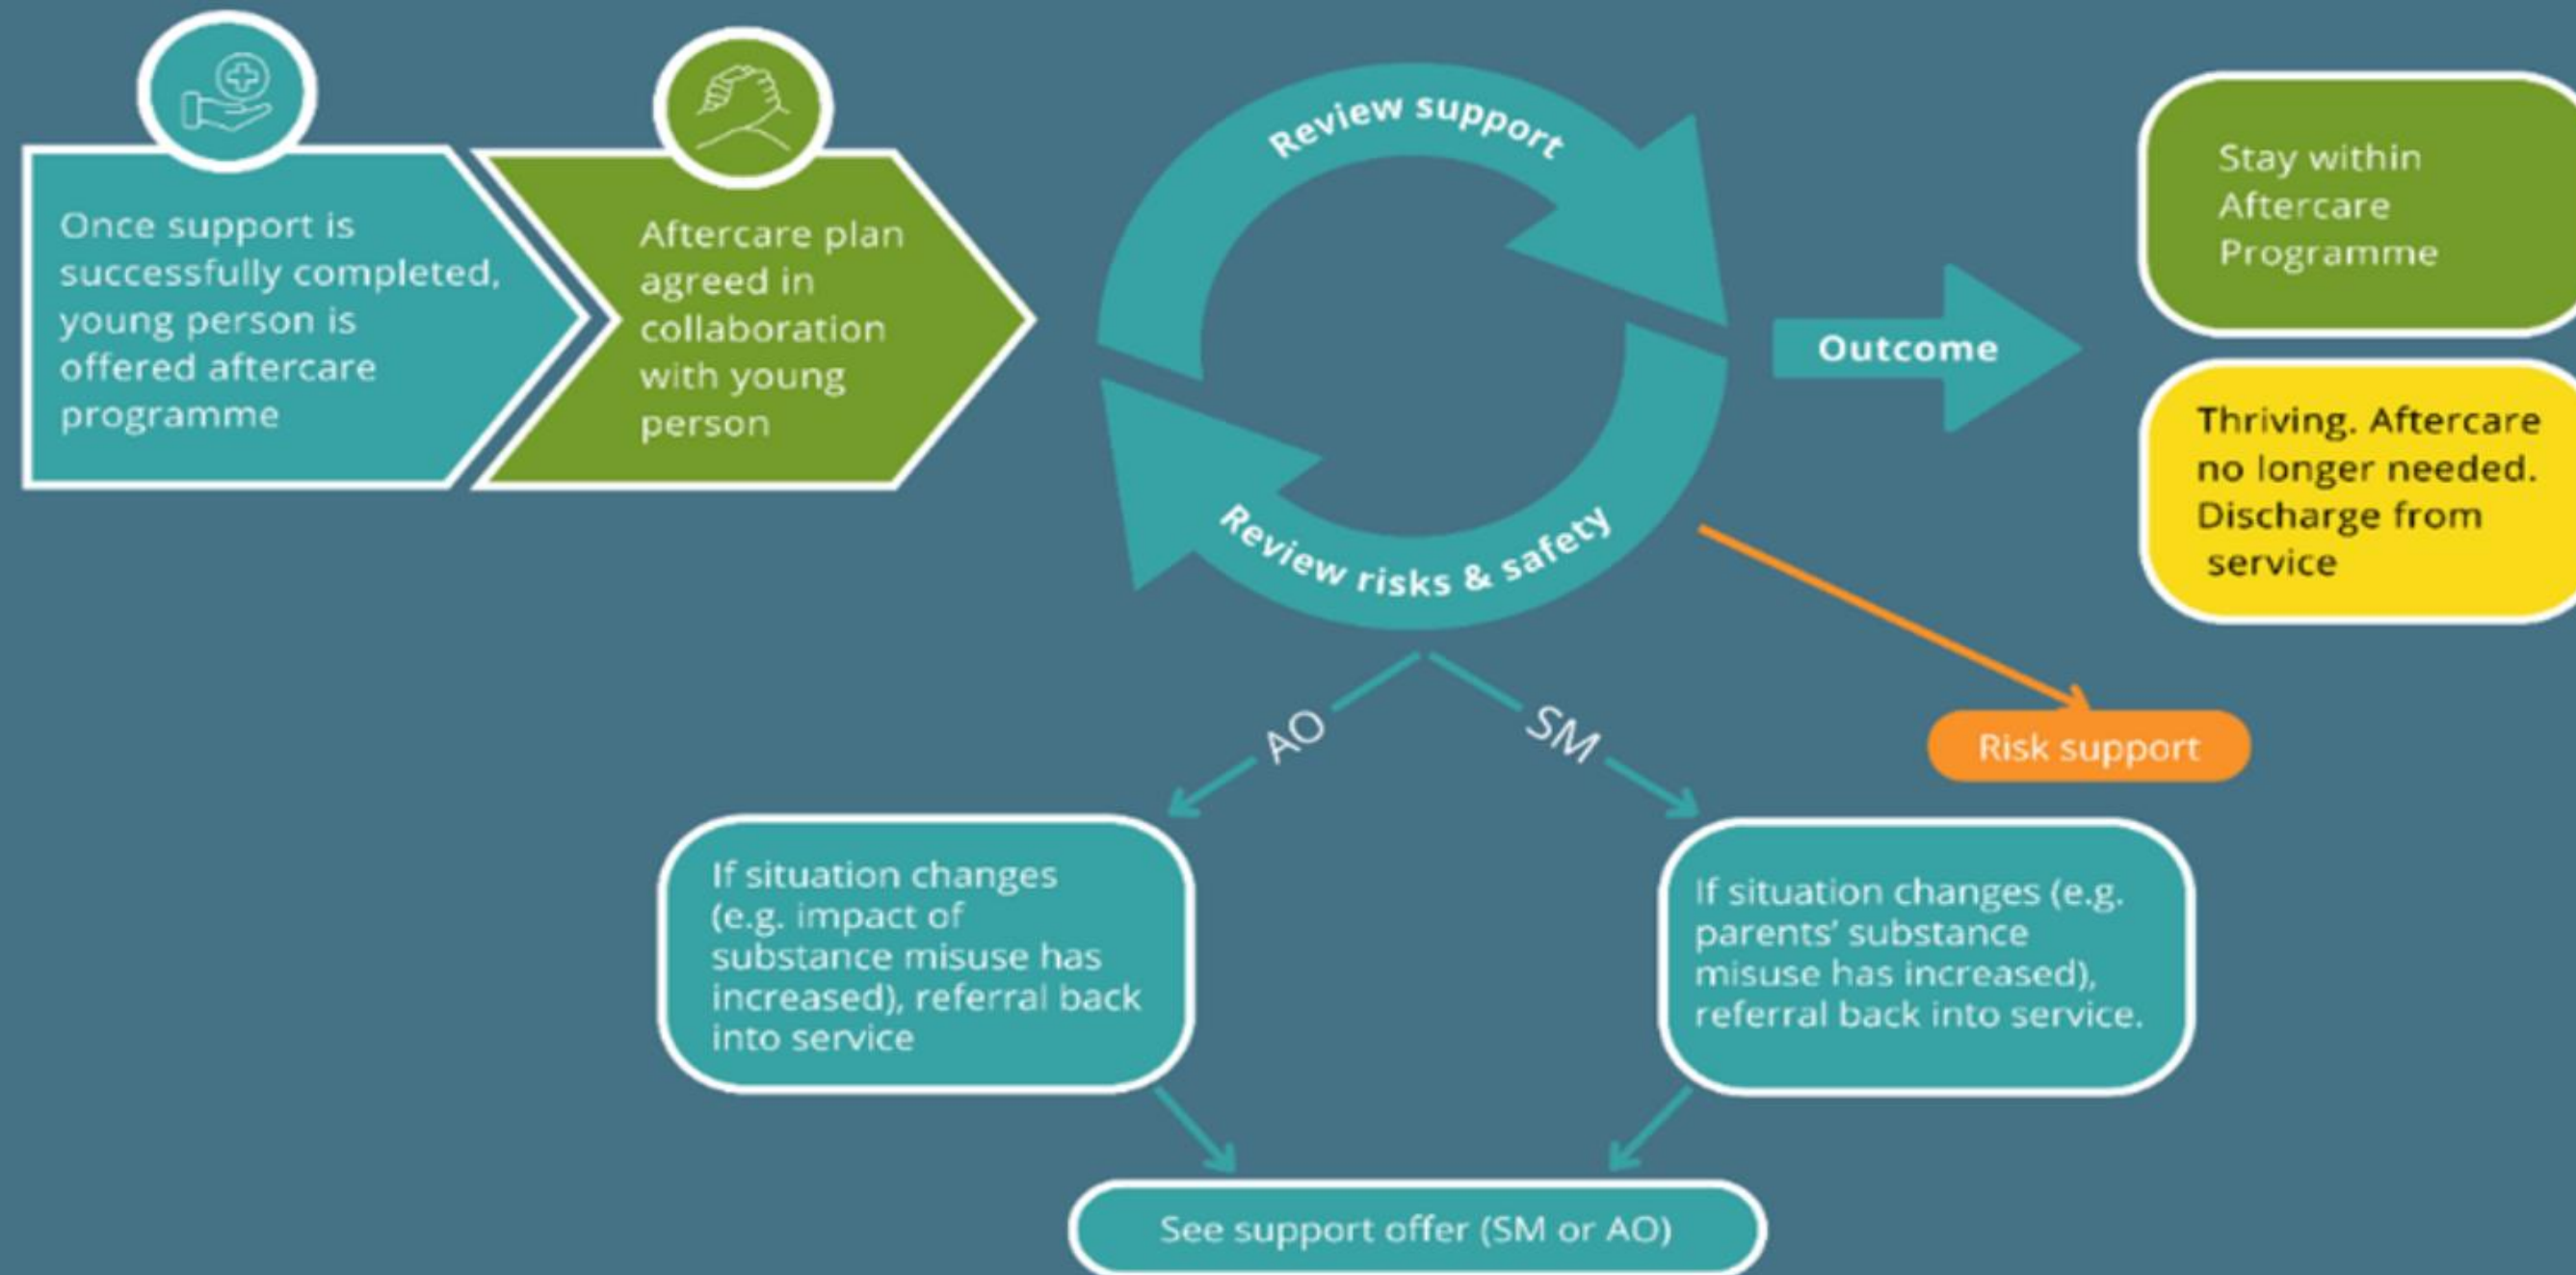 Once support is
successfully completed,
young person is
offered aftercare
programme
Aftercare plan
agreed in
collaboration
with young
person
Review support
Review risks & safety
Outcome
Stay within
Aftercare
Programme
Thriving. Aftercare
no longer needed.
Discharge from
service
Risk support
AO
SM
If situation changes
(e.g. impact of
substance misuse has
increased), referral back
into service
If situation changes (e.g.
parents’ substance
misuse has increased),
referral back into service.
See support offer (SM or AO)